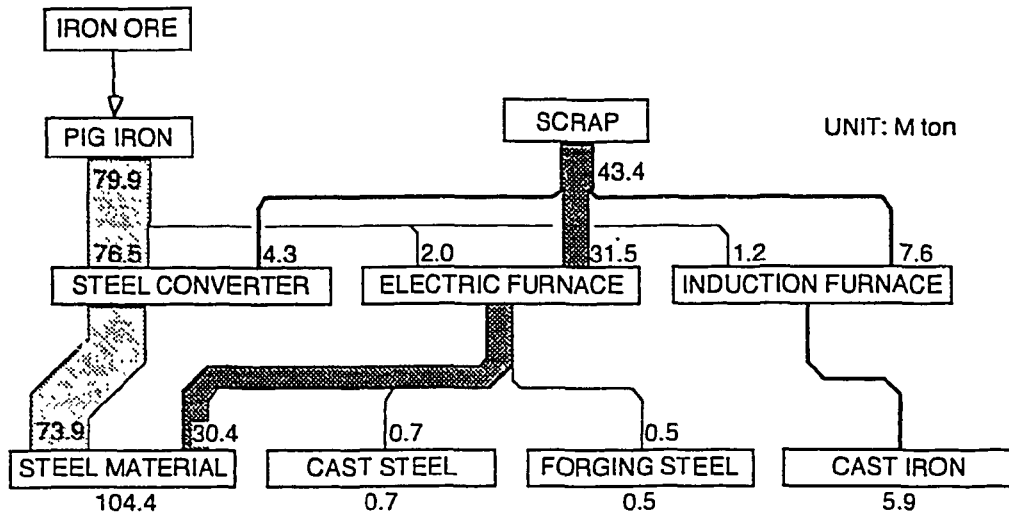 IRON ORE
PIG IRON
SCRAP
UNIT: M ton
79.9
43.4
76.5
4.3
2.0
31.5
1.2
7.6
STEEL CONVERTER
ELECTRIC FURNACE
INDUCTION FURNACE
73.9
30.4
0.7
0.5
STEEL MATERIAL
CAST STEEL
FORGING STEEL
CAST IRON
104.4
0.7
0.5
5.9